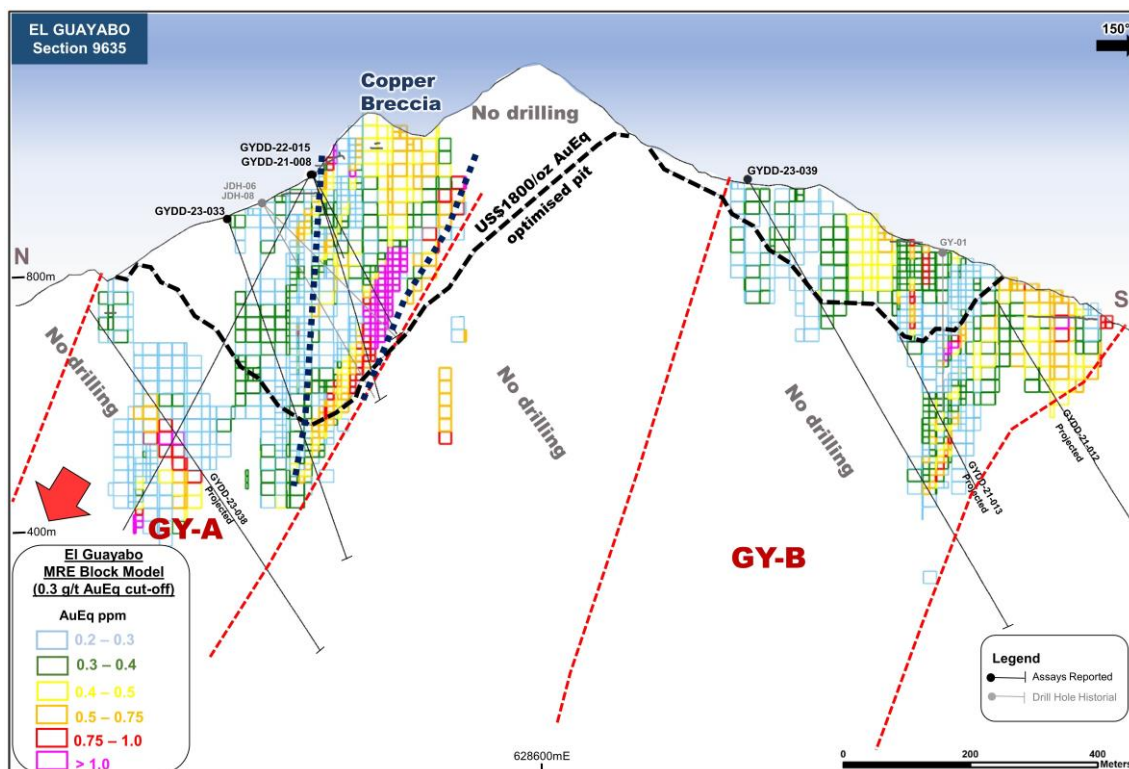 EL GUAYABO
Section 9635
150°
Copper
Breccia
No drilling
GYDD-22-015
GYDD-21-008
JDH-06
JDH-08
GYDD-23-033
US$1800/oz AuEq
optimised pit
GYDD-23-039
GY-01
N
800m
S
No drilling
No drilling
No drilling
GYDD-21-012
Projected
GYDD-21-013
Projected
GYDD-23-038
Projected
400m
GY-A
GY-B
El Guayabo
MRE Block Model
(0.3 g/t AuEq cut-off)
AuEq ppm
0.2 – 0.3
0.3 – 0.4
0.4 – 0.5
0.5 – 0.75
0.75 – 1.0
> 1.0
Legend
Assays Reported
Drill Hole Historial
628600mE
0 200 400
Meters